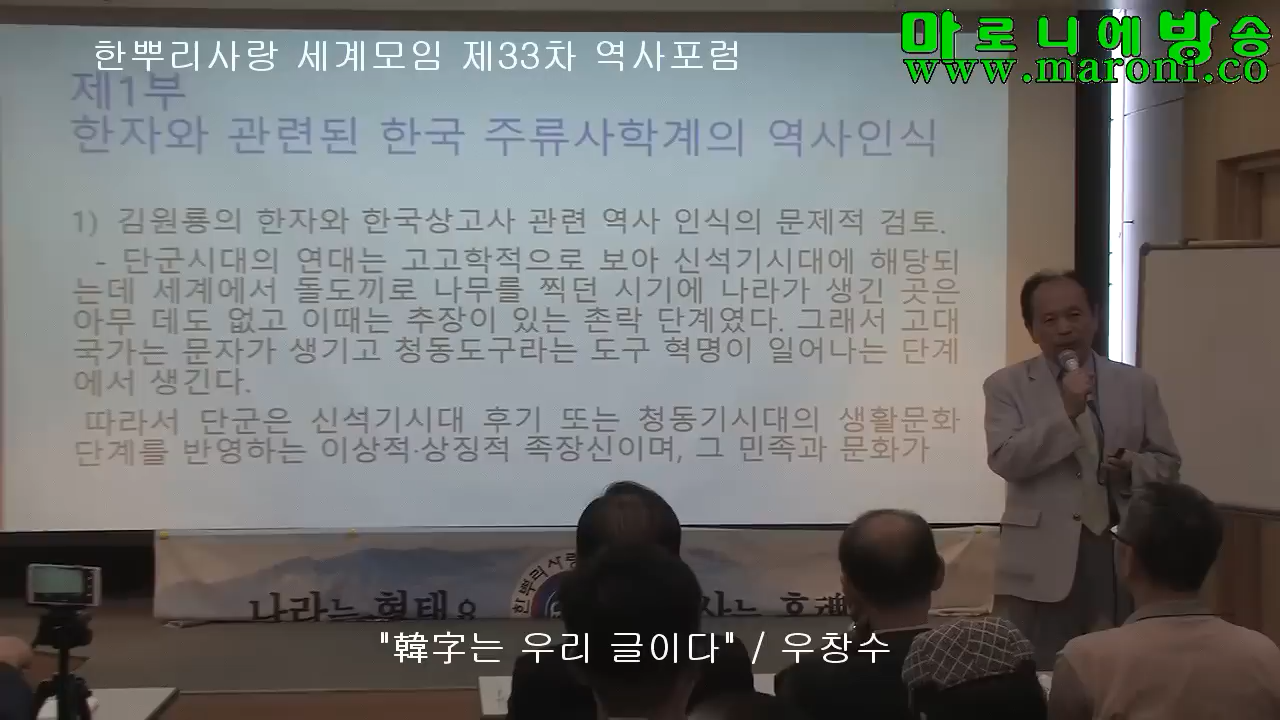 한뿌리사랑 세계모임 제33차 역사포럼
마로니에방송
www.maroni.co
제1부
한자와 관련된 한국 주류사학계의 역사인식
1) 김원룡의 한자와 한국상고사 관련 역사 인식의 문제적 검토.
- 단군시대의 연대는 고고학적으로 보아 신석기시대에 해당되
는데 세계에서 돌도끼로 나무를 찍던 시기에 나라가 생긴 곳은
아무 데도 없고 이때는 추장이 있는 촌락 단계였다. 그래서 고대
국가는 문자가 생기고 청동도구라는 도구 혁명이 일어나는 단계
에서 생긴다.
따라서 단군은 신석기시대 후기 또는 청동기시대의 생활문화
단계를 반영하는 이상적·상징적 족장신이며, 그 민족과 문화가
한뿌리사랑
나라는 형태요
"韓字는 우리 글이다" / 우창수